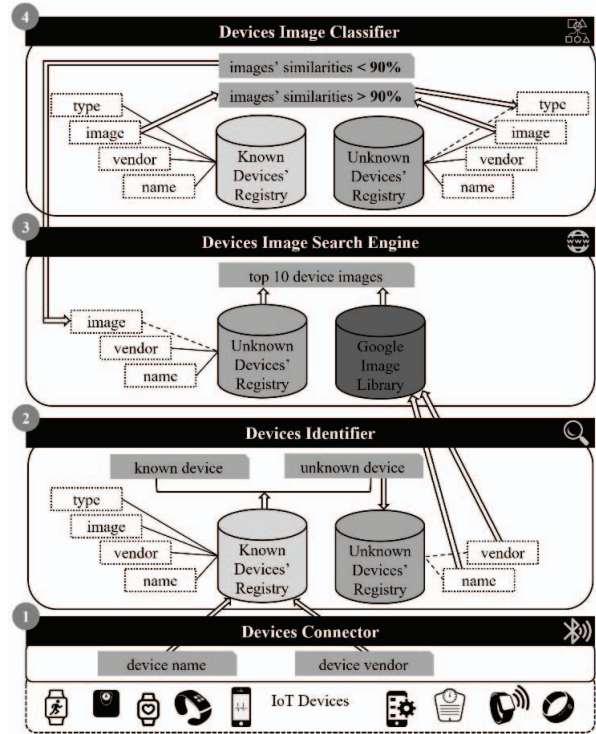 4
Devices Image Classifier
images' similarities < 90%
images' similarities > 90%
type
image
vendor
name
Known
Devices'
Registry
Unknown
Devices'
Registry
type
image
vendor
name
3
Devices Image Search Engine
WWW
top 10 device images
image
vendor
name
Unknown
Devices'
Registry
Google
Image
Library
2
Devices Identifier
known device
unknown device
type
image
vendor
name
Known
Devices'
Registry
Unknown
Devices'
Registry
vendor
name
1
Devices Connector
device name
device vendor
IoT Devices